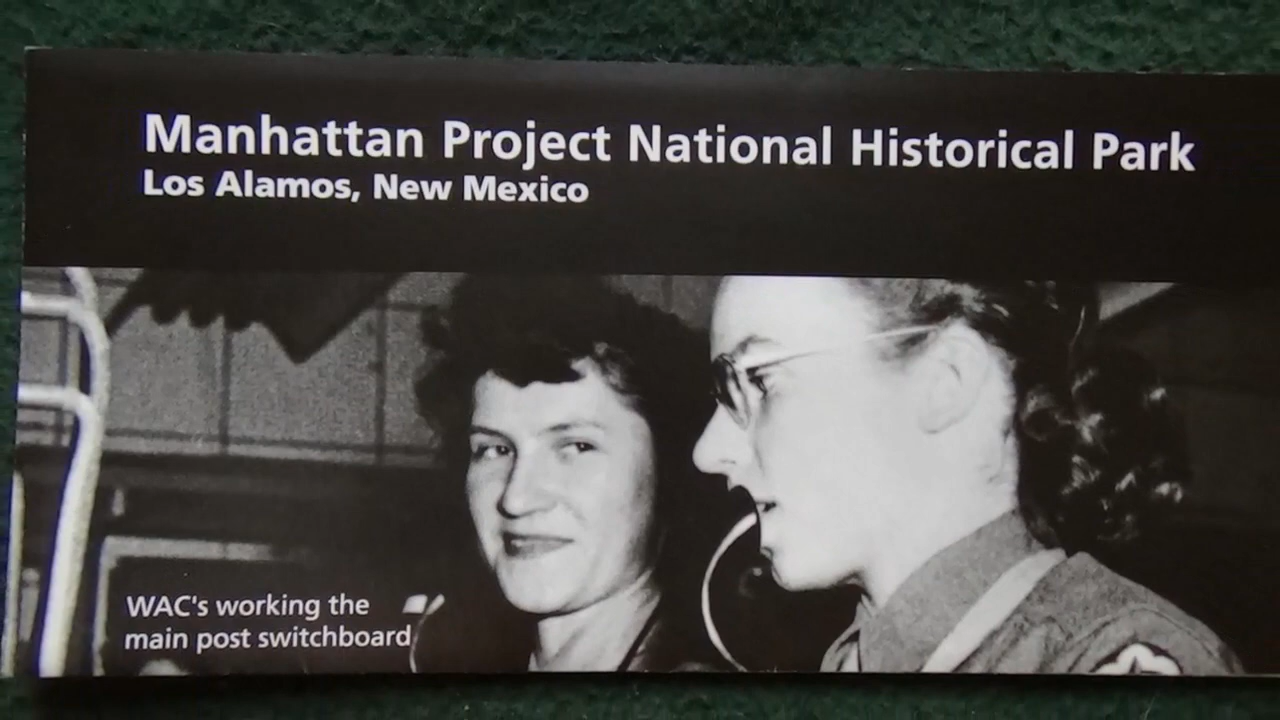 Manhattan Project National Historical Park
Los Alamos, New Mexico
WAC's working the
main post switchboard